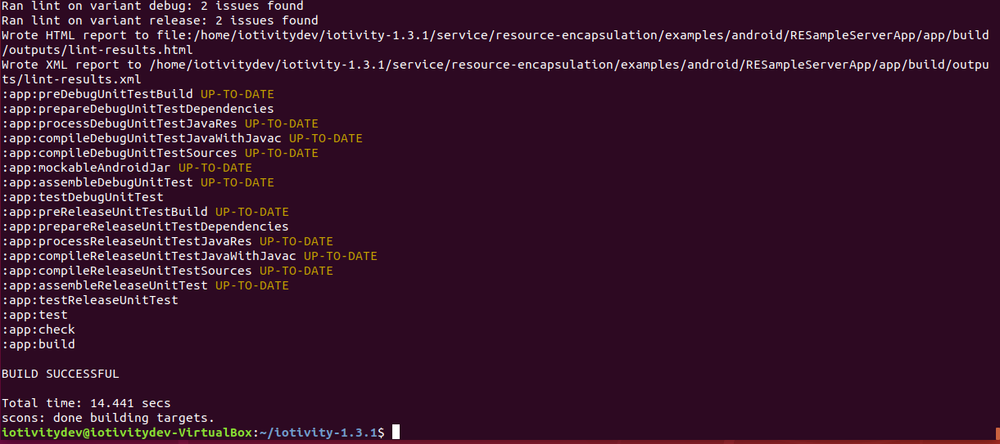 Ran lint on variant debug: 2 issues found
Ran lint on variant release: 2 issues found
Wrote HTML report to file:/home/iotivitydev/iotivity-1.3.1/service/resource-encapsulation/examples/android/RESampleServerApp/app/build
/outputs/lint-results.html
Wrote XML report to /home/iotivitydev/iotivity-1.3.1/service/resource-encapsulation/examples/android/RESampleServerApp/app/build/outpu
ts/lint-results.xml
:app:preDebugUnitTestBuild UP-TO-DATE
:app:prepareDebugUnitTestDependencies
:app:processDebugUnitTestJavaRes UP-TO-DATE
:app:compileDebugUnitTestJavaWithJavac UP-TO-DATE
:app:compileDebugUnitTestSources UP-TO-DATE
:app:mockableAndroidJar UP-TO-DATE
:app:assembleDebugUnitTest UP-TO-DATE
:app:testDebugUnitTest
:app:preReleaseUnitTestBuild UP-TO-DATE
:app:prepareReleaseUnitTestDependencies
:app:processReleaseUnitTestJavaRes UP-TO-DATE
:app:compileReleaseUnitTestJavaWithJavac UP-TO-DATE
:app:compileReleaseUnitTestSources UP-TO-DATE
:app:assembleReleaseUnitTest UP-TO-DATE
:app:testReleaseUnitTest
:app:test
:app:check
:app:build

BUILD SUCCESSFUL

Total time: 14.441 secs
scons: done building targets.
iotivitydev@iotivitydev-VirtualBox:~/iotivity-1.3.1$